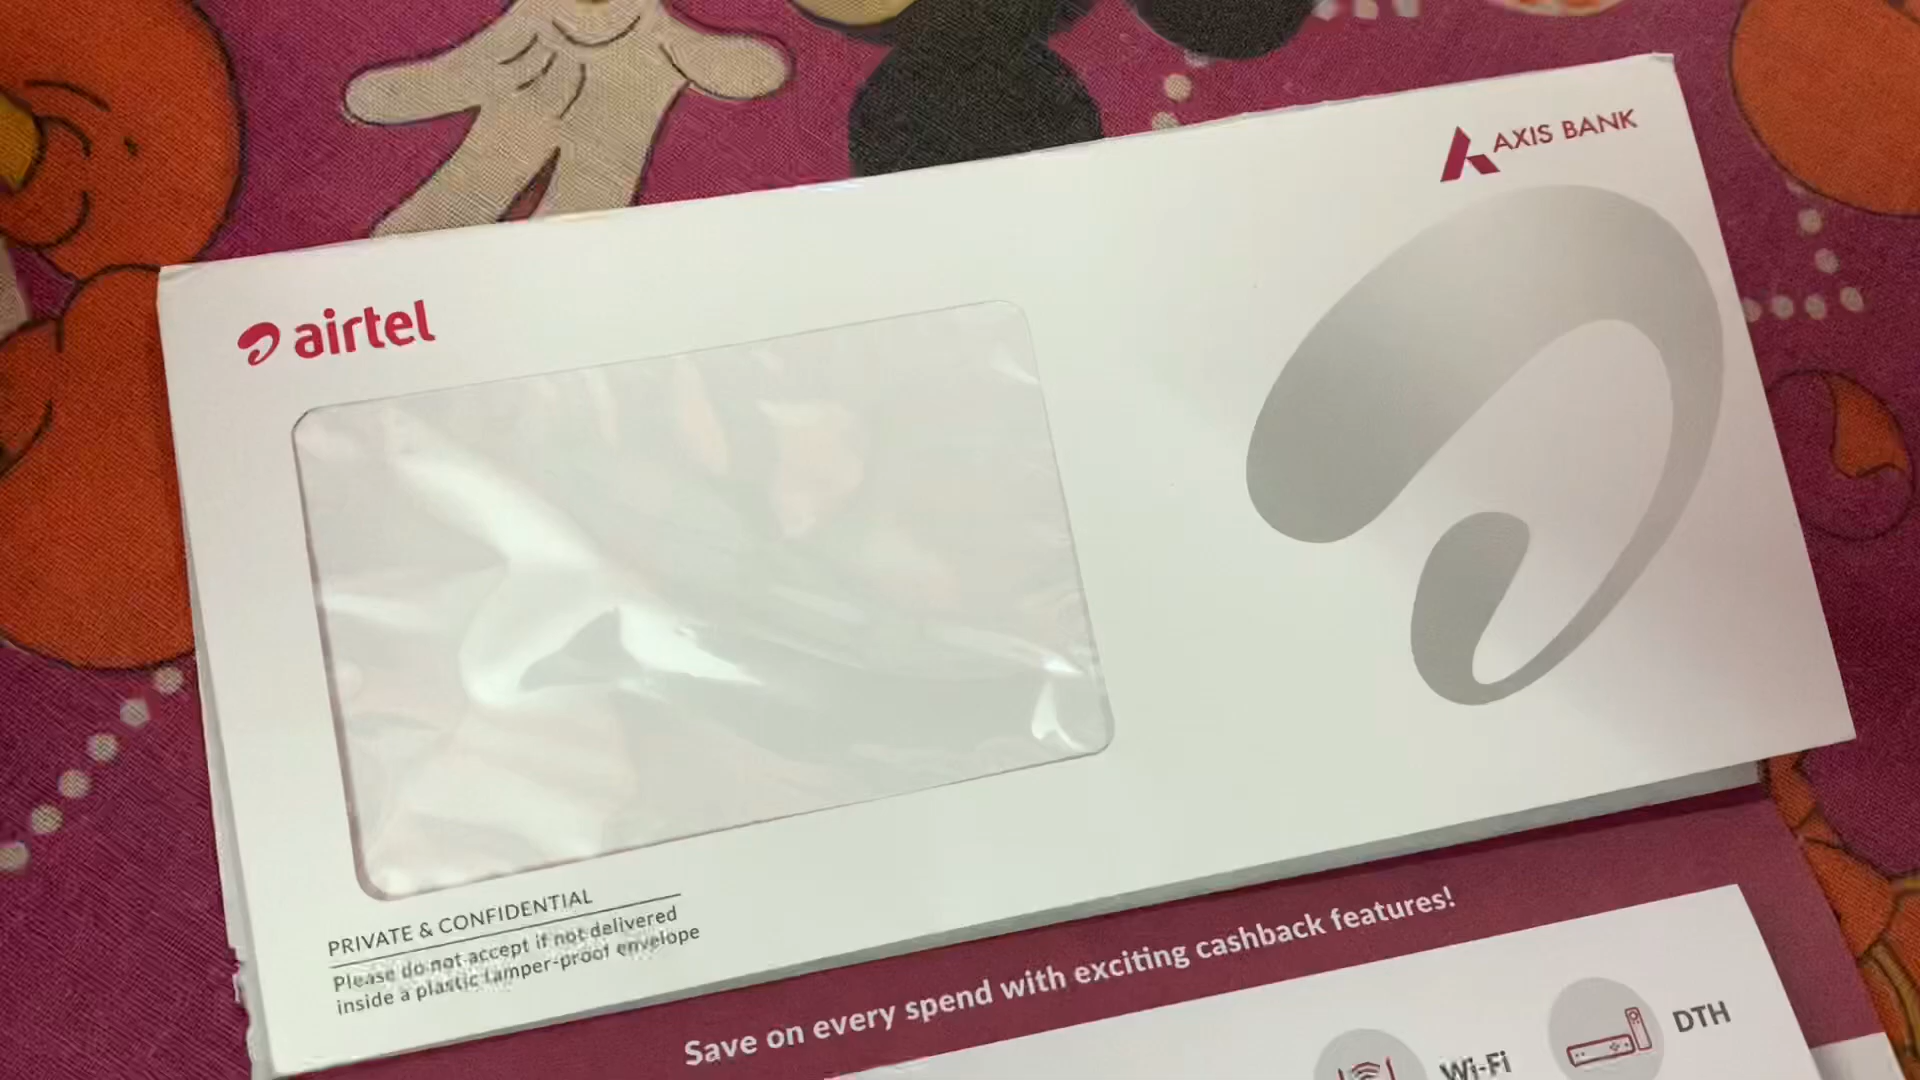 AXIS BANK
airtel
PRIVATE & CONFIDENTIAL
Please do not accept if not delivered
inside a plastic tamper-proof envelope
Save on every spend with exciting cashback features!
DTH
Wi-Fi